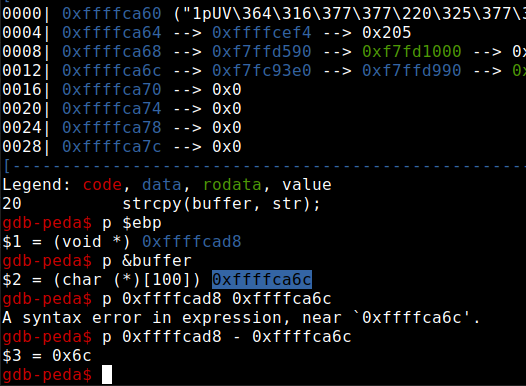 0000| 0xffffca60 ("1pUV\364\316\377\377\220\325\377\3
0004| 0xffffca64 --> 0xffffcef4 --> 0x205
0008| 0xffffca68 --> 0xf7ffd590 --> 0xf7fd1000 --> 0x
0012| 0xffffca6c --> 0xf7fc93e0 --> 0xf7ffd990 --> 0
0016| 0xffffca70 --> 0x0
0020| 0xffffca74 --> 0x0
0024| 0xffffca78 --> 0x0
0028| 0xffffca7c --> 0x0
[------------------------------------------------
Legend: code, data, rodata, value
20 strcpy(buffer, str);
gdb-peda$ p $ebp
$1 = (void *) 0xffffcad8
gdb-peda$ p &buffer
$2 = (char (*)[100]) 0xffffca6c
gdb-peda$ p 0xffffcad8 0xffffca6c
A syntax error in expression, near `0xffffca6c'.
gdb-peda$ p 0xffffcad8 - 0xffffca6c
$3 = 0x6c
gdb-peda$